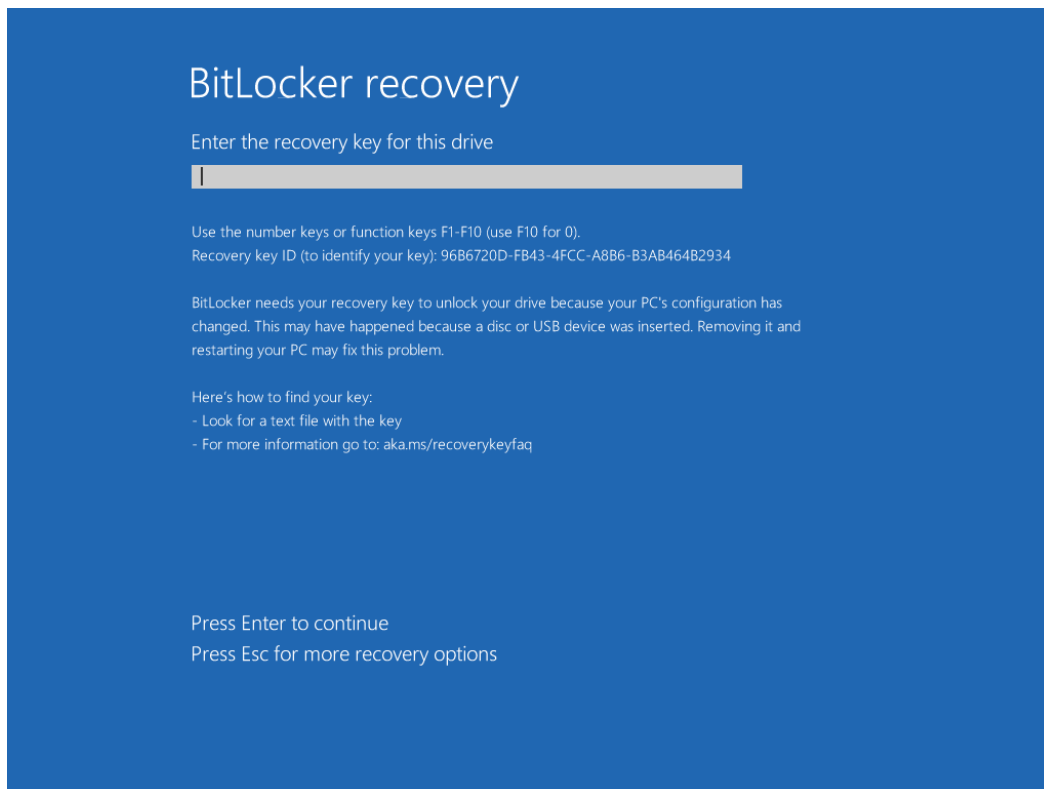 BitLocker recovery
Enter the recovery key for this drive
Use the number keys or function keys F1-F10 (use F10 for 0).
Recovery key ID (to identify your key): 96B6720D-FB43-4FCC-A8B6-B3AB464B2934
BitLocker needs your recovery key to unlock your drive because your PC's configuration has
changed. This may have happened because a disc or USB device was inserted. Removing it and
restarting your PC may fix this problem.
Here's how to find your key:
- Look for a text file with the key
- For more information go to: aka.ms/recoverykeyfaq
Press Enter to continue
Press Esc for more recovery options